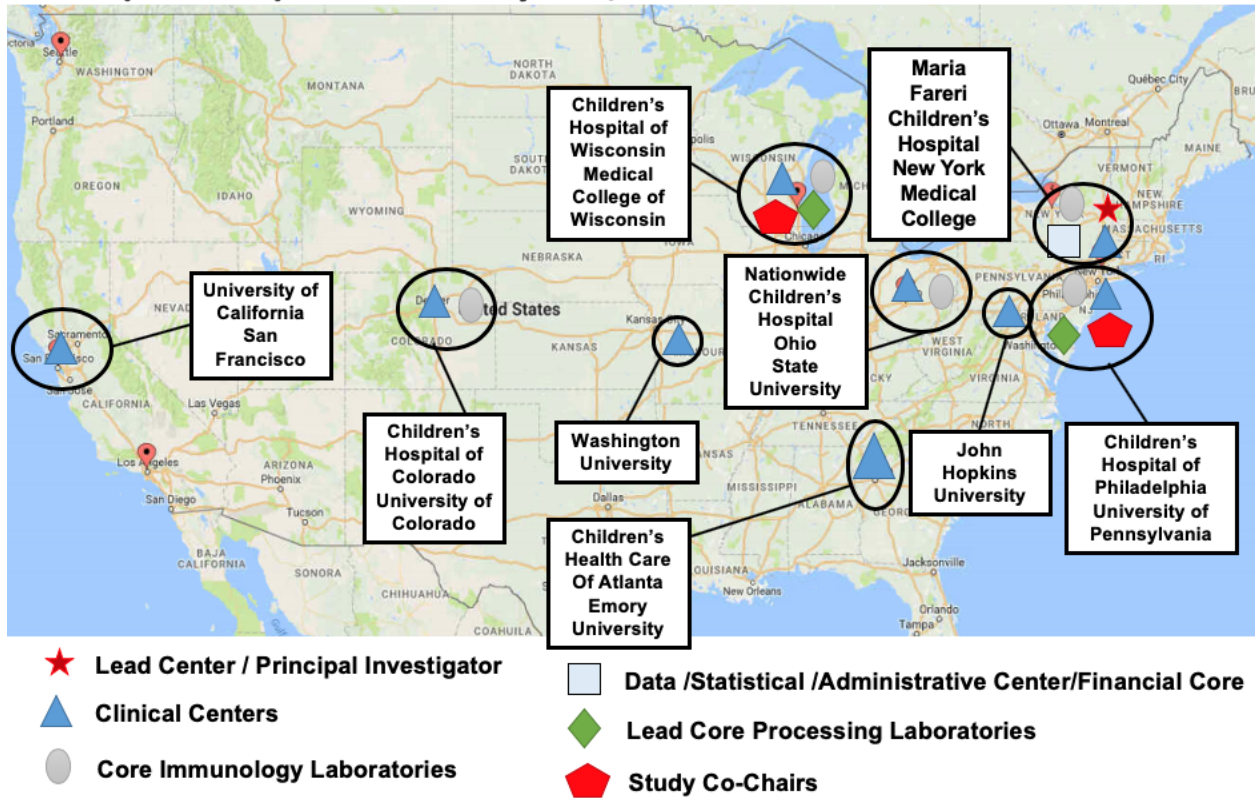 Seattle
WASHINGTON
Portland
OREGON
IDAHO
MONTANA
WYOMING
NORTH
DAKOTA
NEBRASKA
WISCONSIN
Chicago
Ottawa
Montreal
Québec City
MAINE
VERMONT
NEW
Children's
Hospital of
Wisconsin
Medical
College of
Wisconsin
Maria
Fareri
Children's
Hospital
New York
Medical
College
University of
California
San
Francisco
Nationwide
Children's
Hospital
Ohio
State
University
Sacramento
CALIFORNIA
Las Vegas
Los Angeles
San Diego
ARIZONA
Phoenix
Tucson
BAJA
CALIFORNIA
SONORA
CHIHUAHUA
COAHUILA
COLORADO
KANSAS
Kansas City
PENNSYLVANIA
RI
WEST
VIRGINIA
VIRGINIA
NORTH
TENNESSEE
MISSISSIPPI
ALABAMA
Dallas
New Orleans
Jacksonville
Orlando
Tampa
Children's
Hospital of
Colorado
University of
Colorado
Washington
University
Children's
Health Care
Of Atlanta
Emory
University
John
Hopkins
University
Children's
Hospital of
Philadelphia
University of
Pennsylvania
Lead Center / Principal Investigator
Clinical Centers
Core Immunology Laboratories
Data /Statistical /Administrative Center/Financial Core
Lead Core Processing Laboratories
Study Co-Chairs